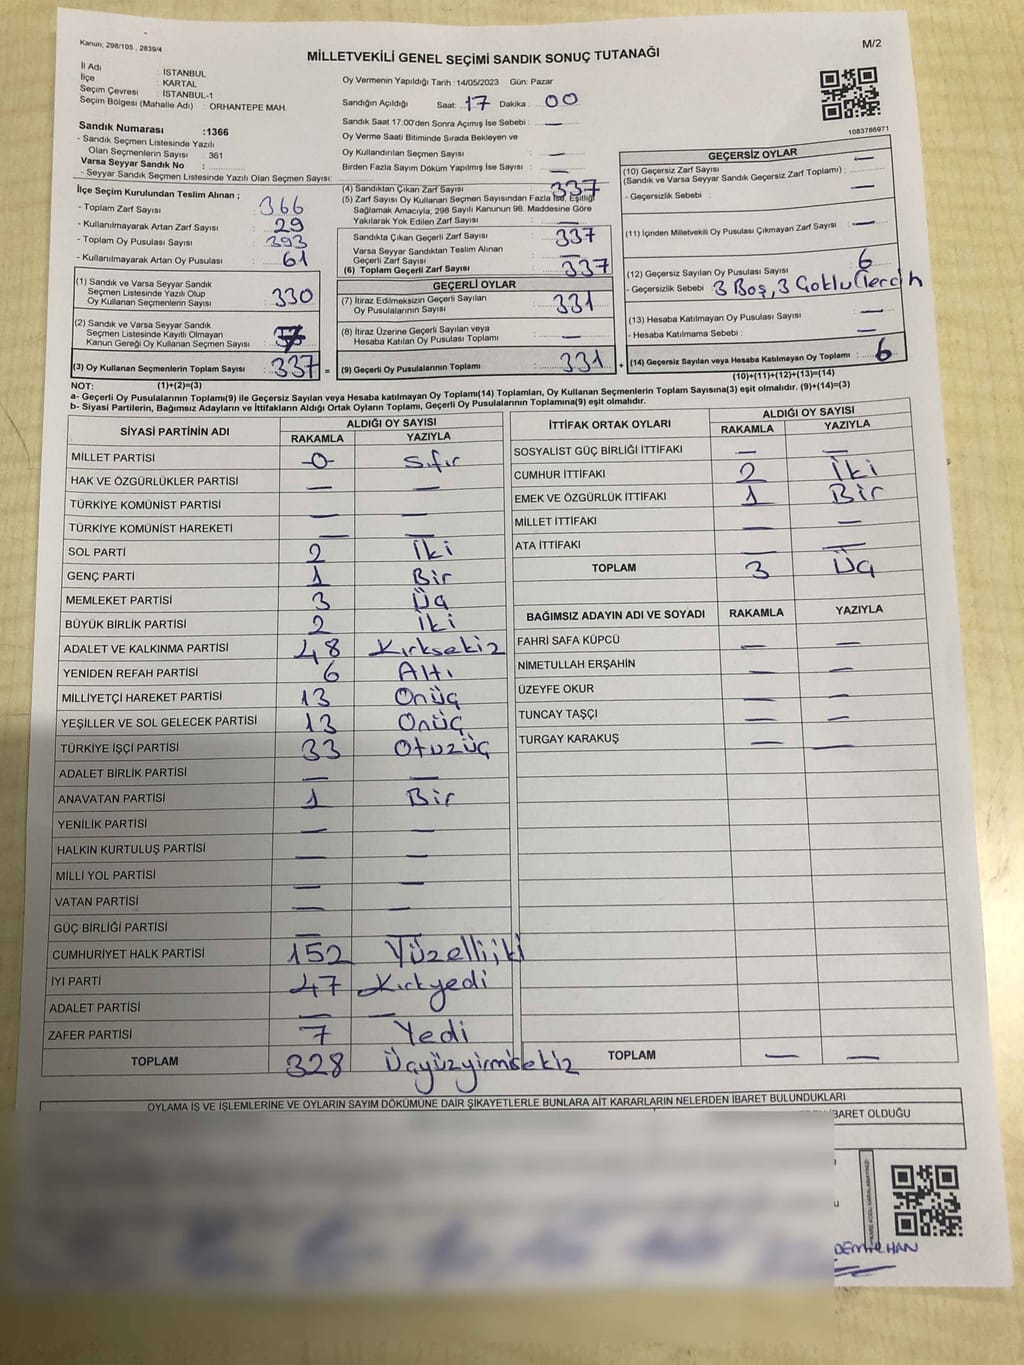 Kanun; 298/105 , 2839/4
M/2
MİLLETVEKİLİ GENEL SEÇİMİ SANDIK SONUÇ TUTANAĞI
İl Adı : İSTANBUL
İlçe : KARTAL
Seçim Çevresi : İSTANBUL-1
Seçim Bölgesi (Mahalle Adı) : ORHANTEPE MAH.
Sandık Numarası :1366
- Sandık Seçmen Listesinde Yazılı
Olan Seçmenlerin Sayısı : 361
Varsa Seyyar Sandık No :
- Seyyar Sandık Seçmen Listesinde Yazılı Olan Seçmen Sayısı:
Oy Vermenin Yapıldığı Tarih :14/05/2023 Gün: Pazar
Sandığın Açıldığı Saat: 17 Dakika : 00
Sandık Saat 17.00'den Sonra Açımış İse Sebebi : —
Oy Verme Saati Bitiminde Sırada Bekleyen ve
Oy Kullandırılan Seçmen Sayısı : —
Birden Fazla Sayım Döküm Yapılmış İse Sayısı : —
1083786971
İlçe Seçim Kurulundan Teslim Alınan ;
- Toplam Zarf Sayısı : 366
- Kullanılmayarak Artan Zarf Sayısı : 29
- Toplam Oy Pusulası Sayısı : 393
- Kullanılmayarak Artan Oy Pusulası : 61
(1) Sandık ve Varsa Seyyar Sandık
Seçmen Listesinde Yazılı Olup
Oy Kullanan Seçmenlerin Sayısı : 330
(2) Sandık ve Varsa Seyyar Sandık
Seçmen Listesinde Kayıtlı Olmayan
Kanun Gereği Oy Kullanan Seçmen Sayısı :
(3) Oy Kullanan Seçmenlerin Toplam Sayısı : 337 =
(4) Sandıktan Çıkan Zarf Sayısı : 337
(5) Zarf Sayısı Oy Kullanan Seçmen Sayısından Fazla İse, Eşitliği
Sağlamak Amacıyla; 298 Sayılı Kanunun 98. Maddesine Göre
Yakılarak Yok Edilen Zarf Sayısı : —
Sandıkta Çıkan Geçerli Zarf Sayısı : 337
Varsa Seyyar Sandıktan Teslim Alınan
Geçerli Zarf Sayısı : —
(6) Toplam Geçerli Zarf Sayısı : 337
GEÇERLİ OYLAR
(7) İtiraz Edilmeksizin Geçerli Sayılan
Oy Pusulalarının Sayısı : 331
(8) İtiraz Üzerine Geçerli Sayılan veya
Hesaba Katılan Oy Pusulası Toplamı : —
(9) Geçerli Oy Pusulalarının Toplamı : 331 +
GEÇERSİZ OYLAR
(10) Geçersiz Zarf Sayısı : —
(Sandık ve Varsa Seyyar Sandık Geçersiz Zarf Toplamı) :
- Geçersizlik Sebebi : —
(11) İçinden Milletvekili Oy Pusulası Çıkmayan Zarf Sayısı : —
(12) Geçersiz Sayılan Oy Pusulası Sayısı : 6
- Geçersizlik Sebebi : 3 Boş, 3 Çoklu Tercih
(13) Hesaba Katılmayan Oy Pusulası Sayısı : —
- Hesaba Katılmama Sebebi : —
(14) Geçersiz Sayılan veya Hesaba Katılmayan Oy Toplamı : 6
NOT: (1)+(2)=(3)
(10)+(11)+(12)+(13)=(14)
a- Geçerli Oy Pusulalarının Toplamı(9) ile Geçersiz Sayılan veya Hesaba katılmayan Oy Toplamı(14) Toplamları, Oy Kullanan Seçmenlerin Toplam Sayısına(3) eşit olmalıdır. (9)+(14)=(3)
b- Siyasi Partilerin, Bağımsız Adayların ve İttifakların Aldığı Ortak Oyların Toplamı, Geçerli Oy Pusulalarının Toplamına(9) eşit olmalıdır.
SİYASİ PARTİNİN ADI ALDIĞI OY SAYISI
RAKAMLA YAZIYLA
MİLLET PARTİSİ -0- Sıfır
HAK VE ÖZGÜRLÜKLER PARTİSİ — —
TÜRKİYE KOMÜNİST PARTİSİ — —
TÜRKİYE KOMÜNİST HAREKETİ — —
SOL PARTİ 2 İki
GENÇ PARTİ 1 Bir
MEMLEKET PARTİSİ 3 Üç
BÜYÜK BİRLİK PARTİSİ 2 İki
ADALET VE KALKINMA PARTİSİ 48 Kırksekiz
YENİDEN REFAH PARTİSİ 6 Altı
MİLLİYETÇİ HAREKET PARTİSİ 13 Onüç
YEŞİLLER VE SOL GELECEK PARTİSİ 13 Onüç
TÜRKİYE İŞÇİ PARTİSİ 33 Otuzüç
ADALET BİRLİK PARTİSİ — —
ANAVATAN PARTİSİ 1 Bir
YENİLİK PARTİSİ — —
HALKIN KURTULUŞ PARTİSİ — —
MİLLİ YOL PARTİSİ — —
VATAN PARTİSİ — —
GÜÇ BİRLİĞİ PARTİSİ — —
CUMHURİYET HALK PARTİSİ 152 Yüzelliiki
İYİ PARTİ 47 Kırkyedi
ADALET PARTİSİ — —
ZAFER PARTİSİ 7 Yedi
TOPLAM 328 Üçyüzyirmisekiz
İTTİFAK ORTAK OYLARI ALDIĞI OY SAYISI
RAKAMLA YAZIYLA
SOSYALİST GÜÇ BİRLİĞİ İTTİFAKI — —
CUMHUR İTTİFAKI 2 İki
EMEK VE ÖZGÜRLÜK İTTİFAKI 1 Bir
MİLLET İTTİFAKI — —
ATA İTTİFAKI — —
TOPLAM 3 Üç
BAĞIMSIZ ADAYIN ADI VE SOYADI RAKAMLA YAZIYLA
FAHRİ SAFA KÜPCÜ — —
NİMETULLAH ERŞAHİN — —
ÜZEYFE OKUR — —
TUNCAY TAŞÇI — —
TURGAY KARAKUŞ — —
TOPLAM — —
OYLAMA İŞ VE İŞLEMLERİNE VE OYLARIN SAYIM DÖKÜMÜNE DAİR ŞİKAYETLERLE BUNLARA AİT KARARLARIN NELERDEN İBARET BULUNDUKLARI
İBARET OLDUĞU